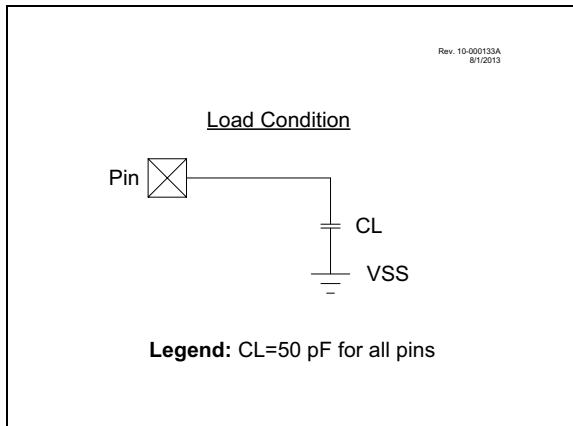 Rev. 10-000133A
8/1/2013
Load Condition
Pin
CL
VSS
Legend: CL=50 pF for all pins